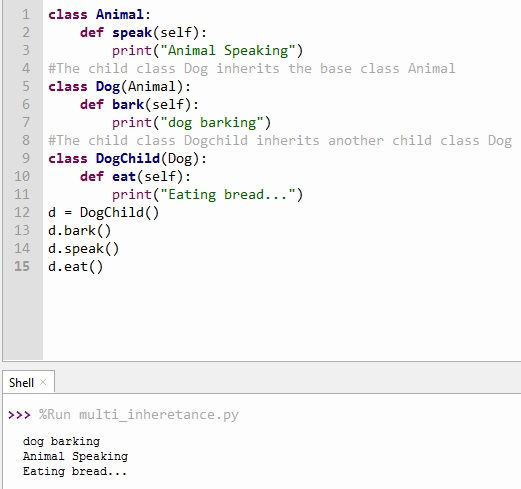 1 class Animal:
2     def speak(self):
3         print("Animal Speaking")
4 #The child class Dog inherits the base class Animal
5 class Dog(Animal):
6     def bark(self):
7         print("dog barking")
8 #The child class Dogchild inherits another child class Dog
9 class DogChild(Dog):
10     def eat(self):
11         print("Eating bread...")
12 d = DogChild()
13 d.bark()
14 d.speak()
15 d.eat()
Shell ×
>>> %Run multi_inheretance.py
dog barking
Animal Speaking
Eating bread...